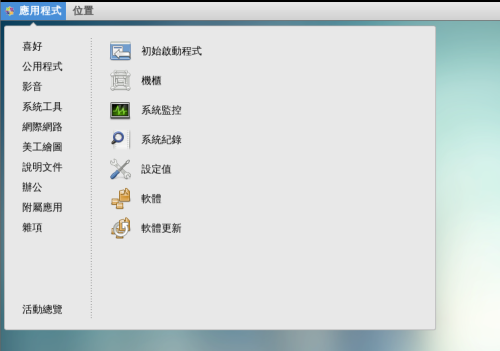 應用程式 位置
喜好
公用程式
影音
系統工具
網際網路
美工繪圖
說明文件
辦公
附屬應用
雜項
活動總覽
初始啟動程式
機櫃
系統監控
系統紀錄
設定值
軟體
軟體更新